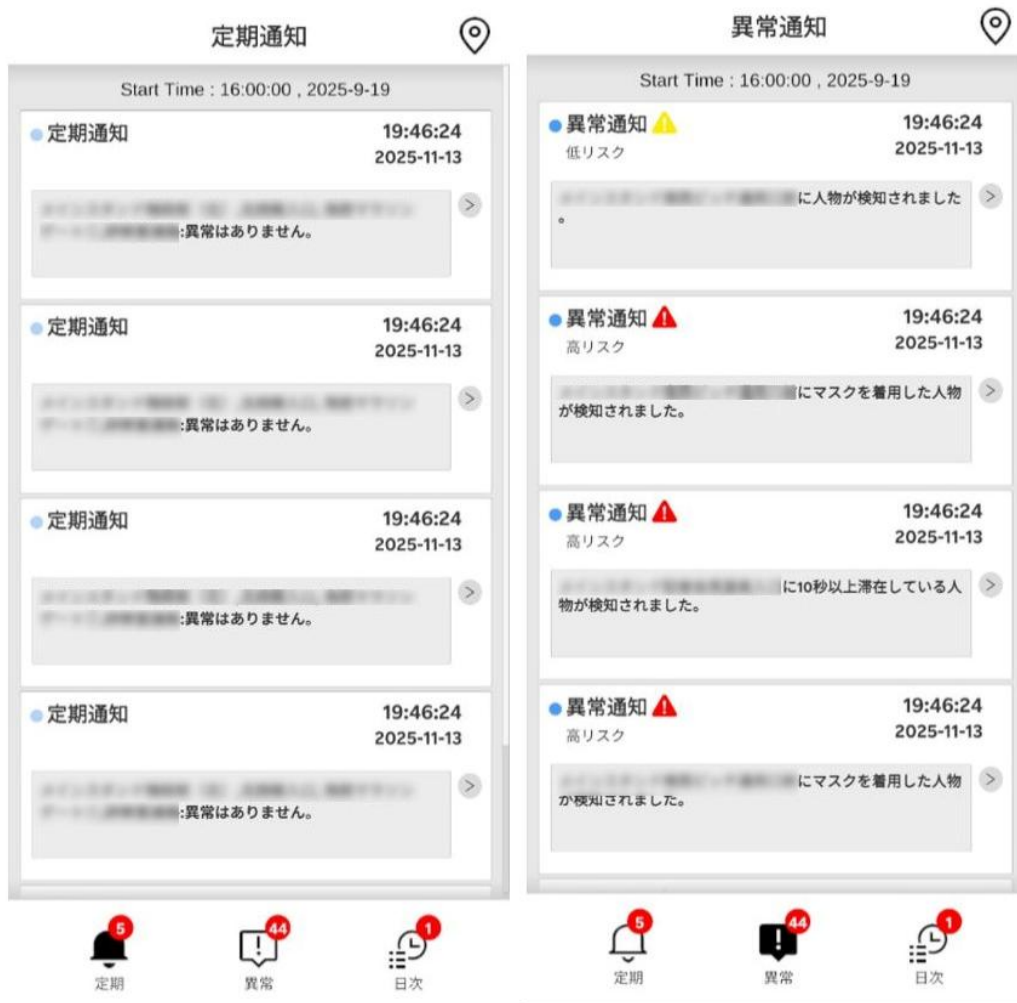 定期通知
Start Time : 16:00:00 , 2025-9-19
定期通知
19:46:24
2025-11-13
:異常はありません。
定期通知
19:46:24
2025-11-13
:異常はありません。
定期通知
19:46:24
2025-11-13
:異常はありません。
定期通知
19:46:24
2025-11-13
:異常はありません。
5
44
1
定期
異常
日次
異常通知
Start Time : 16:00:00 , 2025-9-19
異常通知
19:46:24
低リスク
2025-11-13
に人物が検知されました
。
異常通知
19:46:24
高リスク
2025-11-13
にマスクを着用した人物
が検知されました。
異常通知
19:46:24
高リスク
2025-11-13
に10秒以上滞在している人
物が検知されました。
異常通知
19:46:24
高リスク
2025-11-13
にマスクを着用した人物
が検知されました。
5
44
1
定期
異常
日次